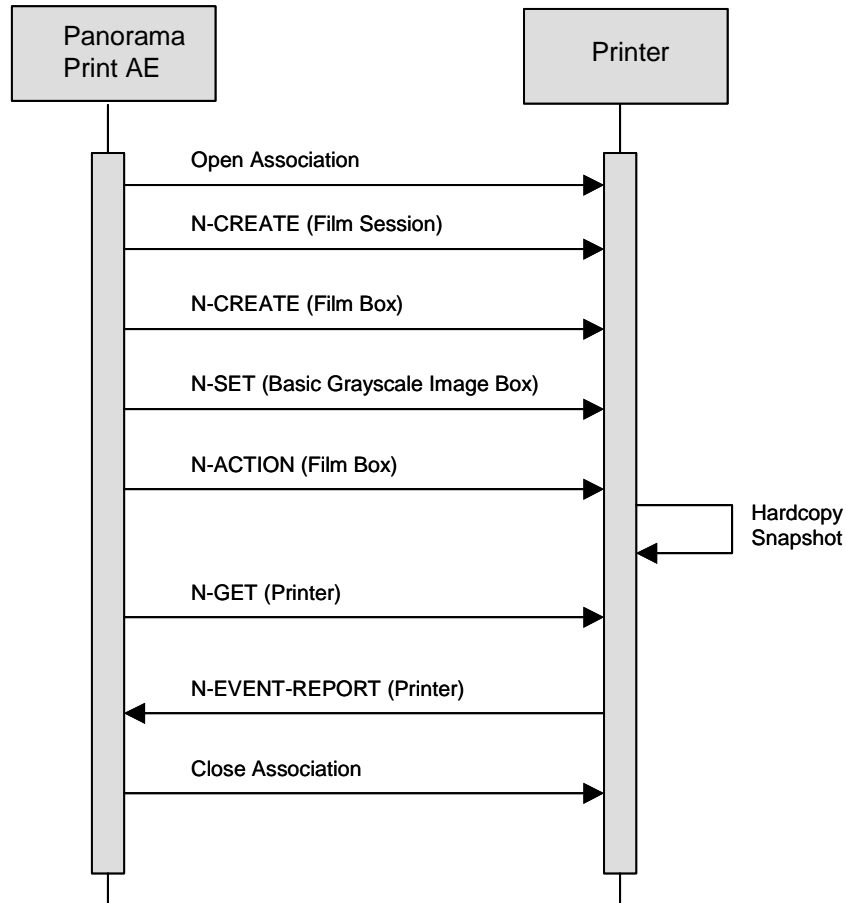 Panorama
Print AE
Printer
Open Association
N-CREATE (Film Session)
N-CREATE (Film Box)
N-SET (Basic Grayscale Image Box)
N-ACTION (Film Box)
Hardcopy
Snapshot
N-GET (Printer)
N-EVENT-REPORT (Printer)
Close Association